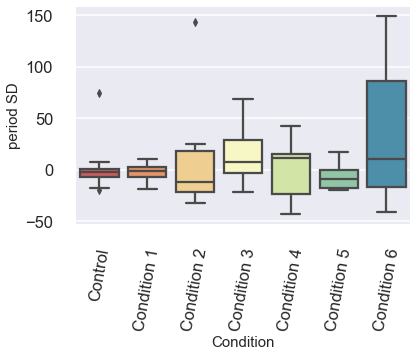 150
100
50
0
−50
period SD
Control
Condition 1
Condition 2
Condition 3
Condition 4
Condition 5
Condition 6
Condition